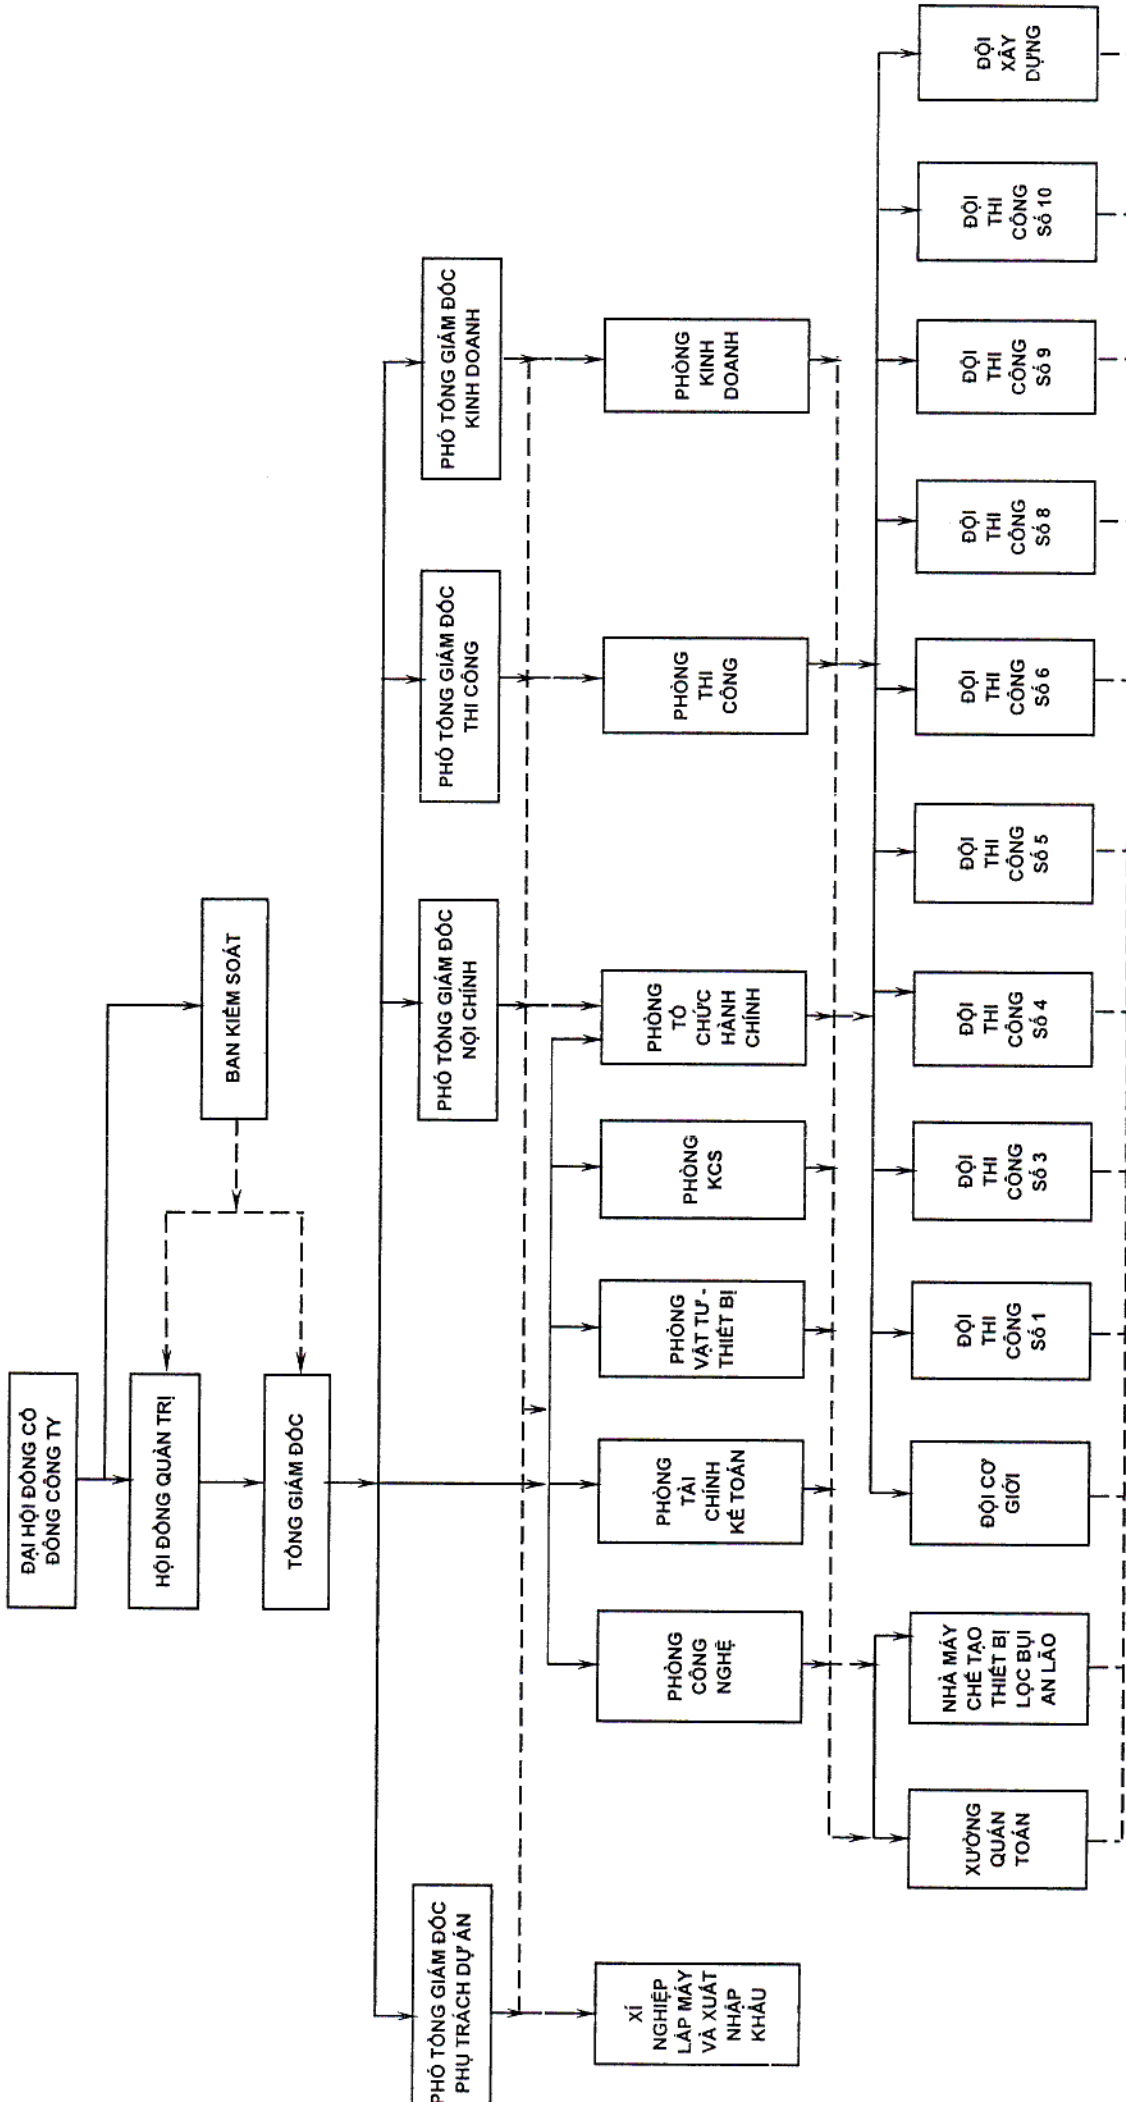 ĐẠI HỘI ĐỒNG CỔ
ĐÔNG CÔNG TY
HỘI ĐỒNG QUẢN TRỊ
BAN KIỂM SOÁT
TỔNG GIÁM ĐỐC
PHÓ TỔNG GIÁM ĐỐC
PHỤ TRÁCH DỰ ÁN
PHÓ TỔNG GIÁM ĐỐC
NỘI CHÍNH
PHÓ TỔNG GIÁM ĐỐC
THI CÔNG
PHÓ TỔNG GIÁM ĐỐC
KINH DOANH
XÍ
NGHIỆP
LẮP MÁY
VÀ XUẤT
NHẬP
KHẨU
PHÒNG
CÔNG
NGHỆ
PHÒNG
TÀI
CHÍNH
KẾ TOÁN
PHÒNG
VẬT TƯ -
THIẾT BỊ
PHÒNG
KCS
PHÒNG
TỔ
CHỨC
HÀNH
CHÍNH
PHÒNG
THI
CÔNG
PHÒNG
KINH
DOANH
XƯỞNG
QUÁN
TOÁN
NHÀ MÁY
CHẾ TẠO
THIẾT BỊ
LỌC BỤI
AN LÃO
ĐỘI CƠ
GIỚI
ĐỘI
THI
CÔNG
Số 1
ĐỘI
THI
CÔNG
Số 3
ĐỘI
THI
CÔNG
Số 4
ĐỘI
THI
CÔNG
Số 5
ĐỘI
THI
CÔNG
Số 6
ĐỘI
THI
CÔNG
Số 8
ĐỘI
THI
CÔNG
Số 9
ĐỘI
THI
CÔNG
Số 10
ĐỘI
XÂY
DỰNG